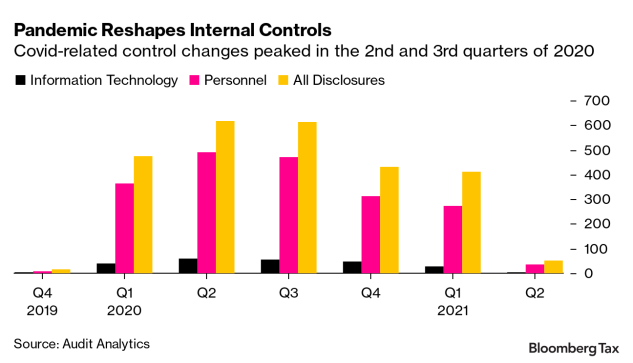 Pandemic Reshapes Internal Controls
Covid-related control changes peaked in the 2nd and 3rd quarters of 2020
Information Technology Personnel All Disclosures
700
600
500
400
300
200
100
0
Q4 Q1 Q2 Q3 Q4 Q1 Q2
2019 2020 2021
Source: Audit Analytics
Bloomberg Tax